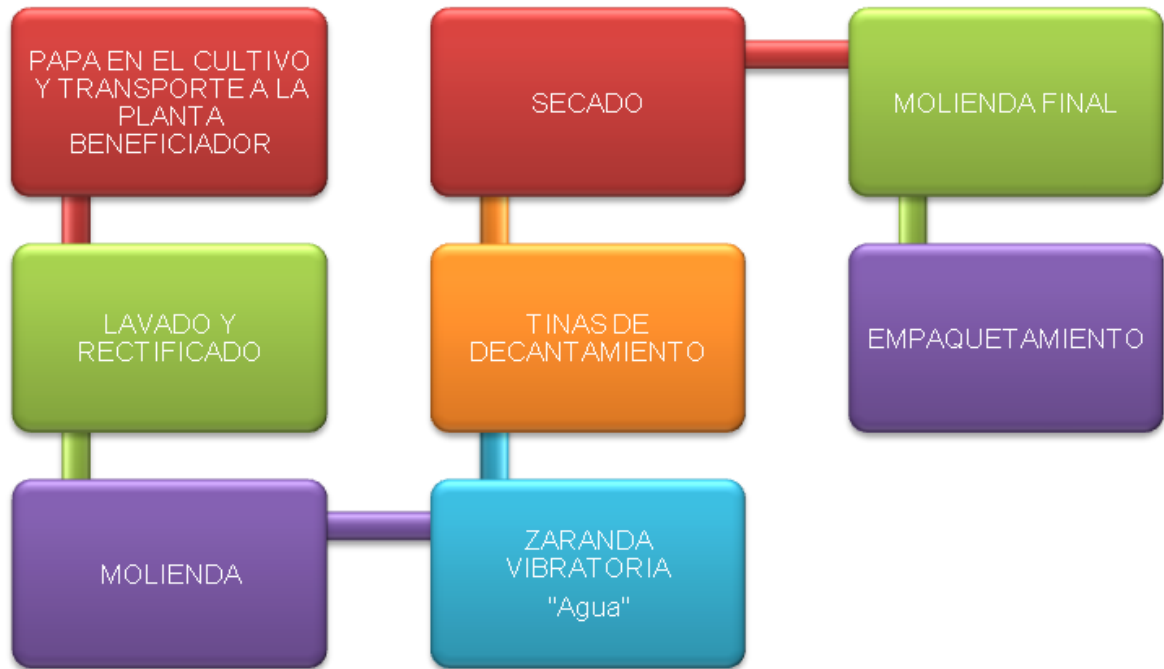 PAPA EN EL CULTIVO
Y TRANSPORTE A LA
PLANTA
BENEFICIADOR
LAVADO Y
RECTIFICADO
MOLIENDA
ZARANDA
VIBRATORIA
"Agua"
TINAS DE
DECANTAMIENTO
SECADO
MOLIENDA FINAL
EMPAQUETAMIENTO